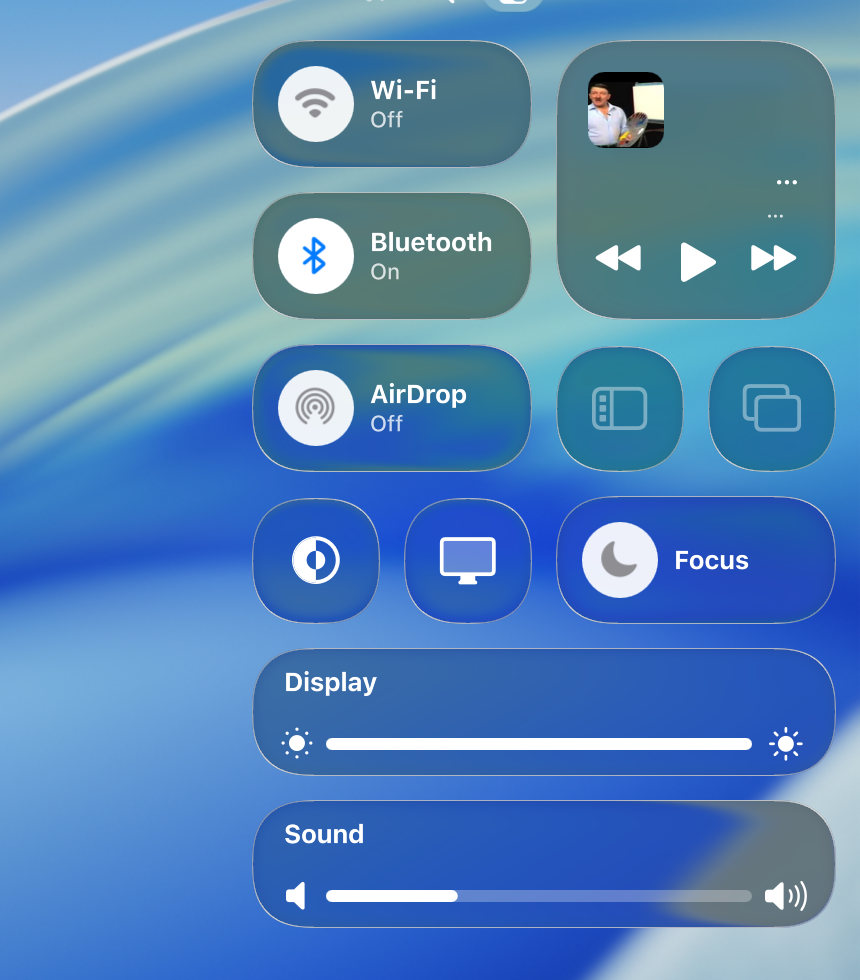 Wi-Fi
Off
...
...
Bluetooth
On
AirDrop
Off
Focus
Display
Sound